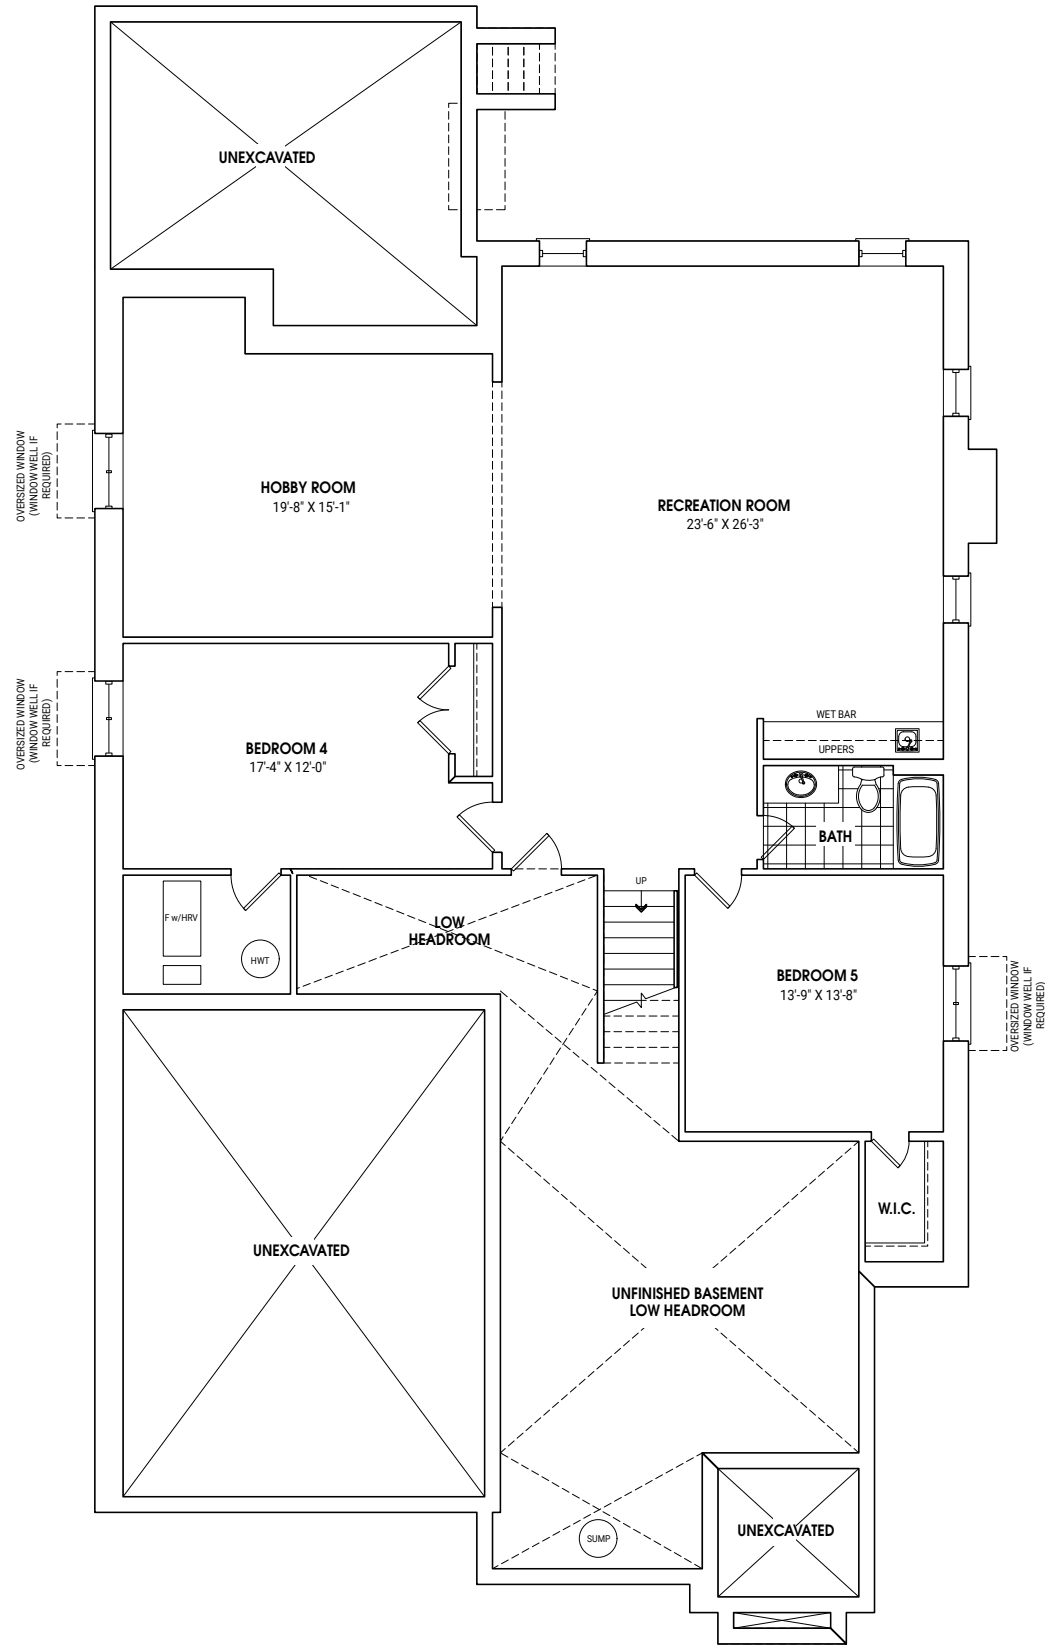 UNEXCAVATED
OVERSIZED WINDOW
(WINDOW WELL IF
REQUIRED)
HOBBY ROOM
19'-8" X 15'-1"
RECREATION ROOM
23'-6" X 26'-3"
OVERSIZED WINDOW
(WINDOW WELL IF
REQUIRED)
BEDROOM 4
17'-4" X 12'-0"
WET BAR
UPPERS
BATH
UP
F w/HRV
HWT
LOW
HEADROOM
BEDROOM 5
13'-9" X 13'-8"
OVERSIZED WINDOW
(WINDOW WELL IF
REQUIRED)
W.I.C.
UNEXCAVATED
UNFINISHED BASEMENT
LOW HEADROOM
SUMP
UNEXCAVATED